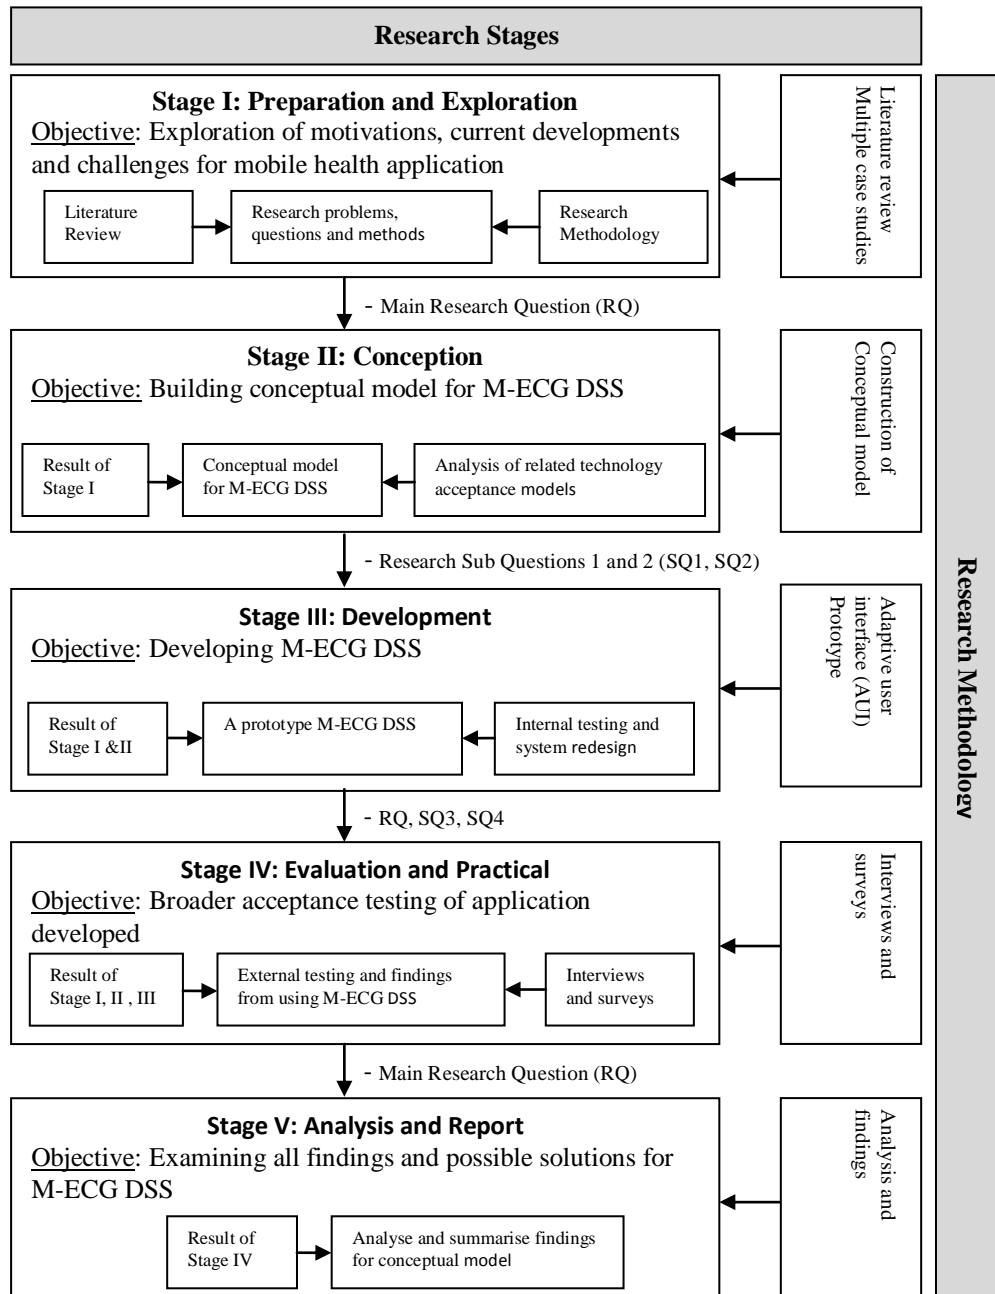 Research Stages
Stage I: Preparation and Exploration
Objective: Exploration of motivations, current developments
and challenges for mobile health application
Literature
Review
Research problems,
questions and methods
Research
Methodology
Literature review
Multiple case studies
- Main Research Question (RQ)
Stage II: Conception
Objective: Building conceptual model for M-ECG DSS
Result of
Stage I
Conceptual model
for M-ECG DSS
Analysis of related technology
acceptance models
Construction of
Conceptual model
- Research Sub Questions 1 and 2 (SQ1, SQ2)
Stage III: Development
Objective: Developing M-ECG DSS
Result of
Stage I &II
A prototype M-ECG DSS
Internal testing and
system redesign
Adaptive user
interface (AUI)
Prototype
- RQ, SQ3, SQ4
Stage IV: Evaluation and Practical
Objective: Broader acceptance testing of application
developed
Result of
Stage I, II , III
External testing and findings
from using M-ECG DSS
Interviews
and surveys
Interviews and
surveys
- Main Research Question (RQ)
Stage V: Analysis and Report
Objective: Examining all findings and possible solutions for
M-ECG DSS
Result of
Stage IV
Analyse and summarise findings
for conceptual model
Analysis and
findings
Research Methodology